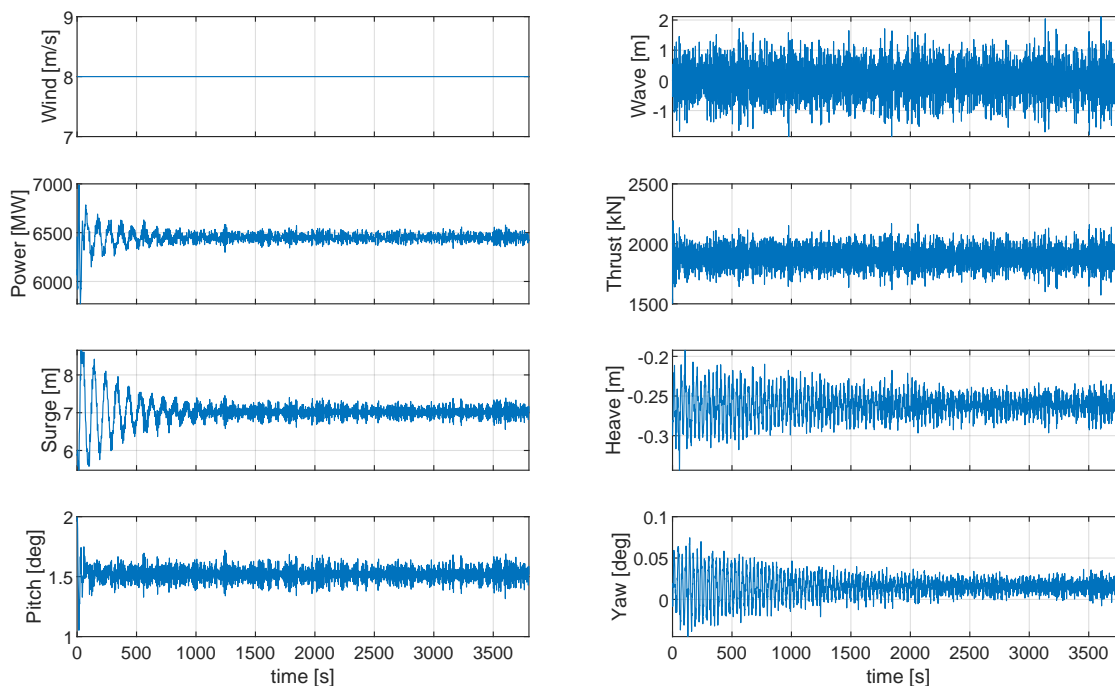 Wind [m/s]
9
8
7
Wave [m]
2
1
0
-1
Power [MW]
7000
6500
6000
Thrust [kN]
2500
2000
1500
Surge [m]
8
7
6
Heave [m]
-0.2
-0.25
-0.3
Pitch [deg]
2
1.5
1
0 500 1000 1500 2000 2500 3000 3500
time [s]
Yaw [deg]
0.1
0.05
0
0 500 1000 1500 2000 2500 3000 3500
time [s]